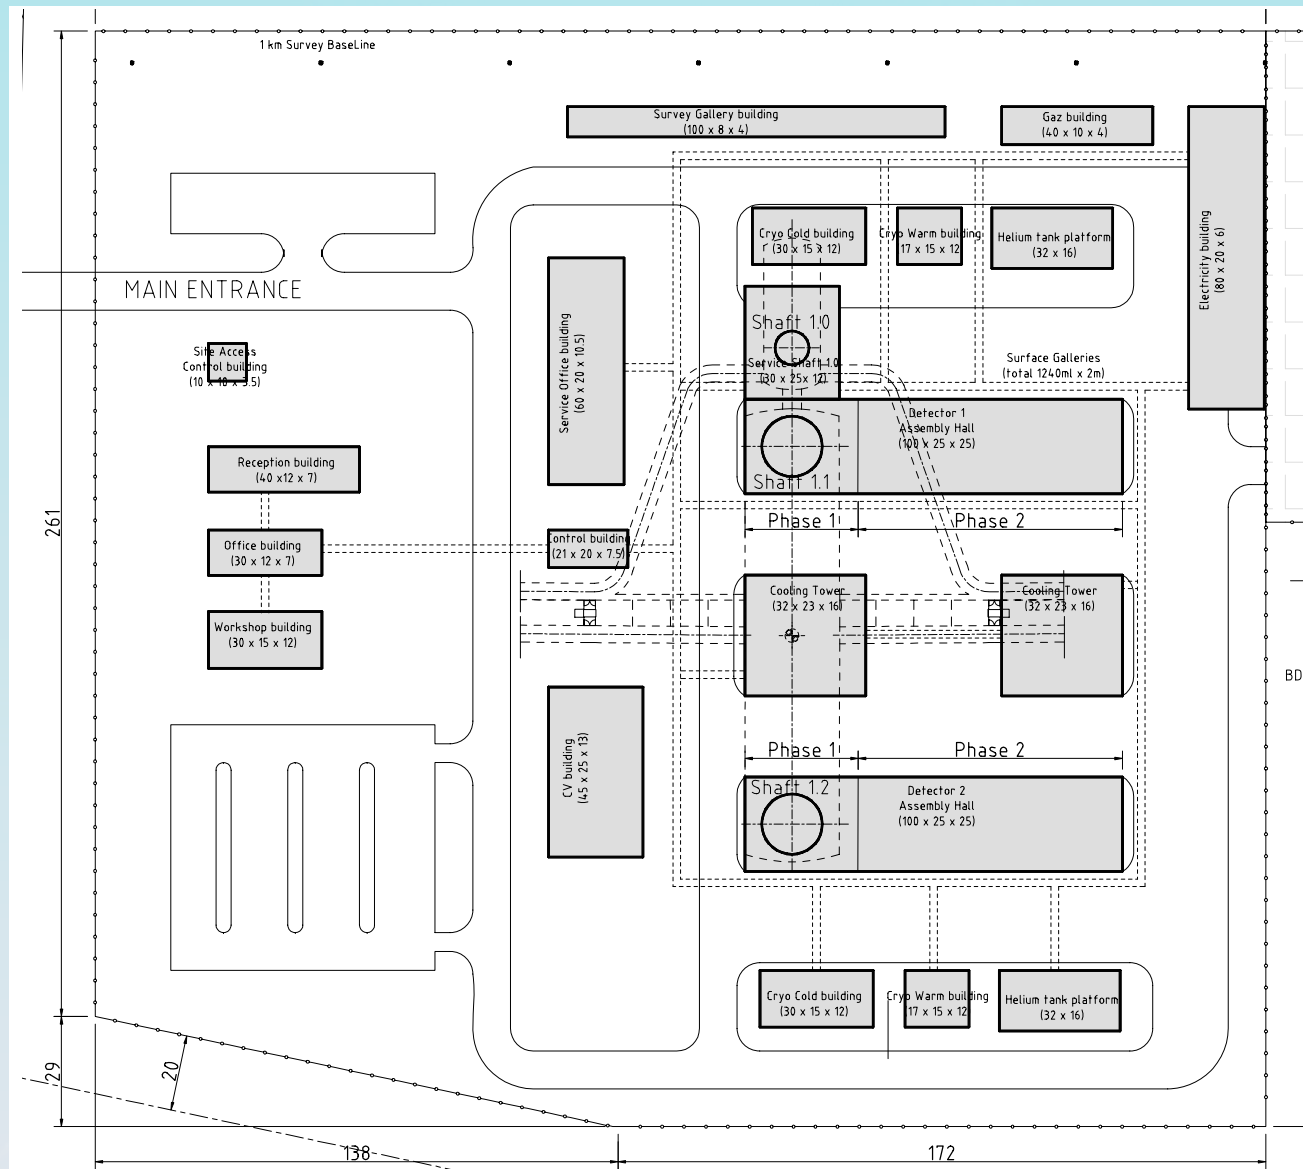 1 km Survey BaseLine
Survey Gallery building
(100 x 8 x 4)
Gaz building
(40 x 10 x 4)
Electricity building
(80 x 20 x 6)
Cryo Cold building
(30 x 15 x 12)
Cryo Warm building
17 x 15 x 12
Helium tank platform
(32 x 16)
MAIN ENTRANCE
Shaft 1.0
Service Shaft 1.0
(30 x 25x 12)
Site Access
Control building
(10 x 10 x 3.5)
Service Office building
(60 x 20 x 10.5)
Surface Galleries
(total 1240ml x 2m)
Detector 1
Assembly Hall
(100 x 25 x 25)
Shaft 1.1
Reception building
(40 x12 x 7)
261
Phase 1
Phase 2
Office building
(30 x 12 x 7)
Control building
(21 x 20 x 7.5)
Cooling Tower
(32 x 23 x 16)
Cooling Tower
(32 x 23 x 16)
Workshop building
(30 x 15 x 12)
BD
CV building
(45 x 25 x 13)
Phase 1
Phase 2
Shaft 1.2
Detector 2
Assembly Hall
(100 x 25 x 25)
Cryo Cold building
(30 x 15 x 12)
Cryo Warm building
(17 x 15 x 12
Helium tank platform
(32 x 16)
29
20
138
172